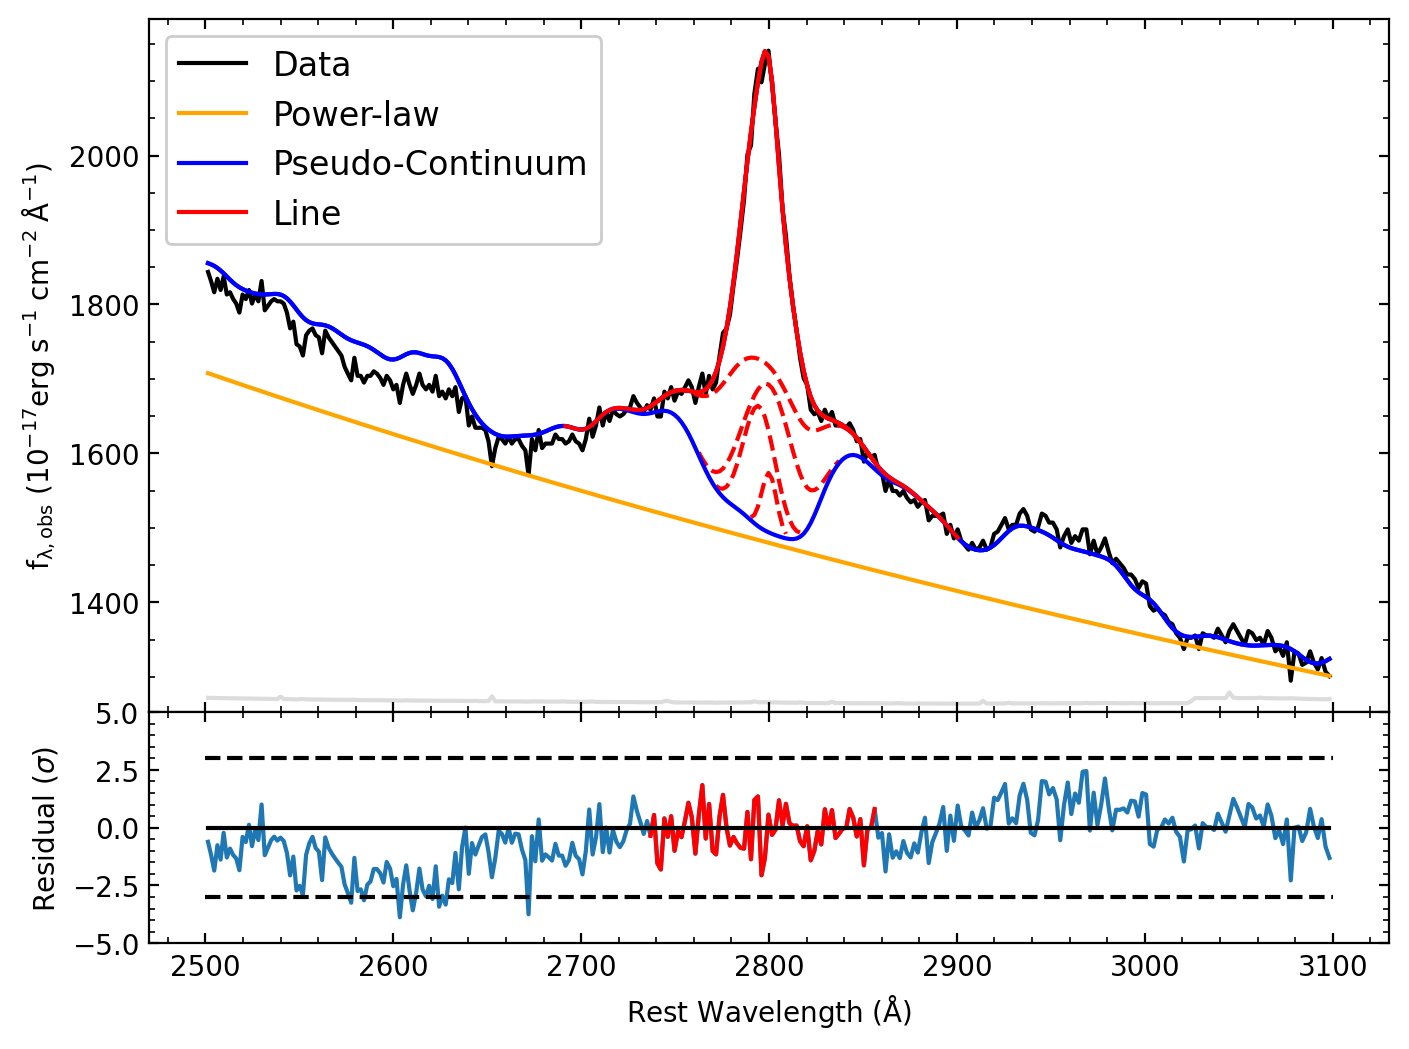 Data
Power-law
Pseudo-Continuum
Line
f_{λ, obs} (10^{−17}erg s^{−1} cm^{−2} Å^{−1})
2000
1800
1600
1400
5.0
2.5
0.0
−2.5
−5.0
Residual (σ)
2500 2600 2700 2800 2900 3000 3100
Rest Wavelength (Å)